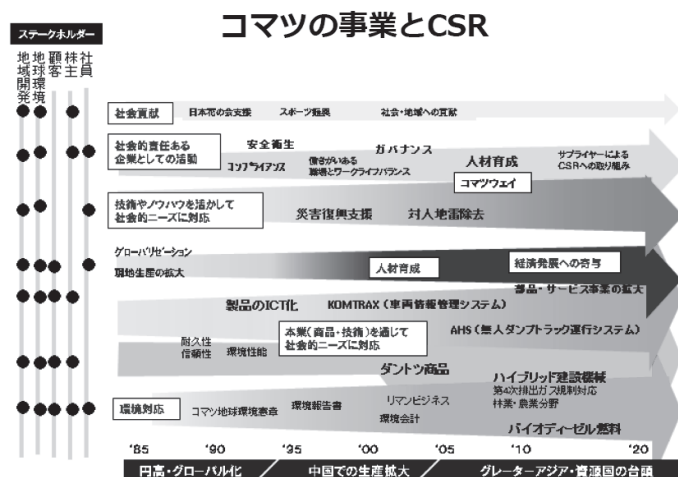 コマツの事業とCSR
ステークホルダー
地域開発
地球環境
顧客
株主
社員
社会貢献
日本花の会支援
スポーツ振興
社会・地域への貢献
社会的責任ある
企業としての活動
安全衛生
コンプライアンス
働きがいある
職場とワークライフバランス
ガバナンス
人材育成
サプライヤーによる
CSRへの取り組み
コマツウェイ
技術やノウハウを活かして
社会的ニーズに対応
災害復興支援
対人地雷除去
グローバリゼーション
現地生産の拡大
人材育成
経済発展への寄与
部品・サービス事業の拡大
製品のICT化
KOMTRAX（車両情報管理システム）
本業（商品・技術）を通じて
社会的ニーズに対応
AHS（無人ダンプトラック運行システム）
耐久性
信頼性
環境性能
ダントツ商品
ハイブリッド建設機械
第4次排出ガス規制対応
林業・農業分野
環境対応
コマツ地球環境憲章
環境報告書
リマンビジネス
環境会計
バイオディーゼル燃料
'85 '90 '95 '00 '05 '10 '20
円高・グローバル化 中国での生産拡大 グレーターアジア・資源国の台頭